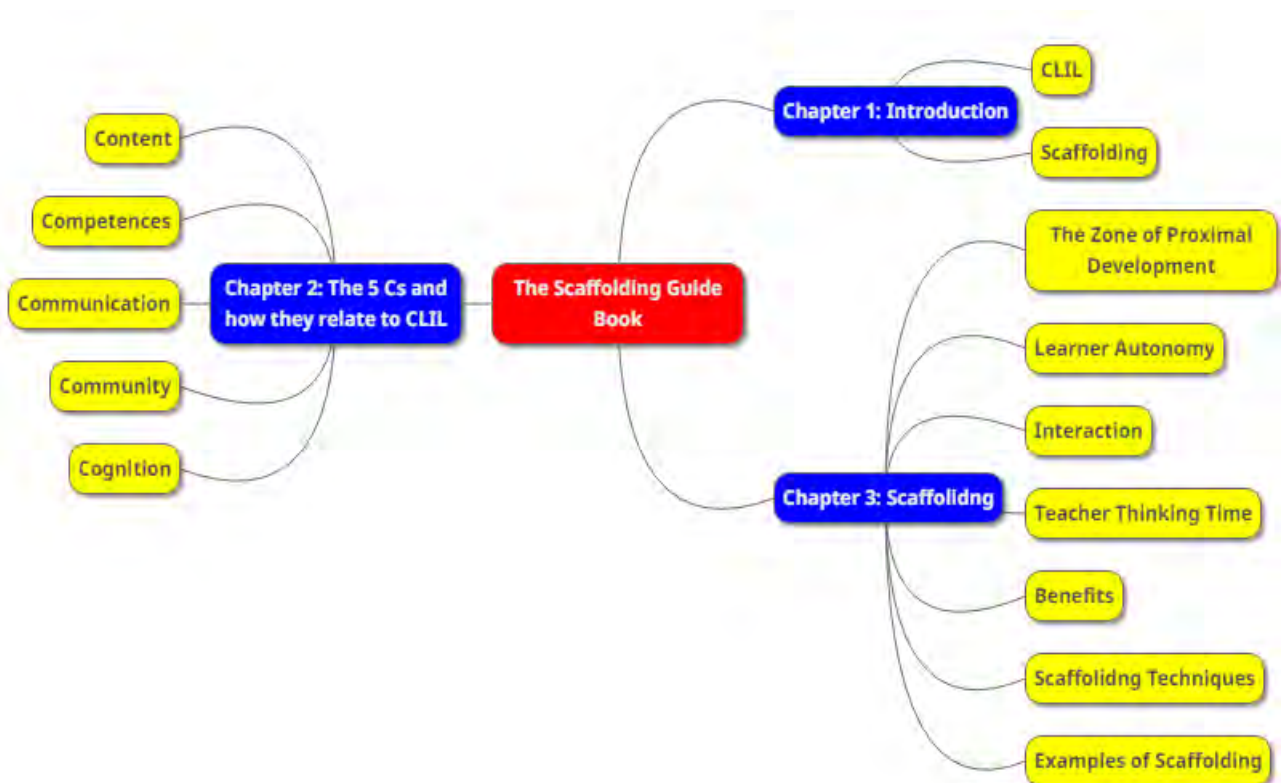 The Scaffolding Guide
Book
Chapter 1: Introduction
CLIL
Scaffolding
Chapter 2: The 5 Cs and
how they relate to CLIL
Content
Competences
Communication
Community
Cognition
Chapter 3: Scaffolidng
The Zone of Proximal
Development
Learner Autonomy
Interaction
Teacher Thinking Time
Benefits
Scaffolidng Techniques
Examples of Scaffolding